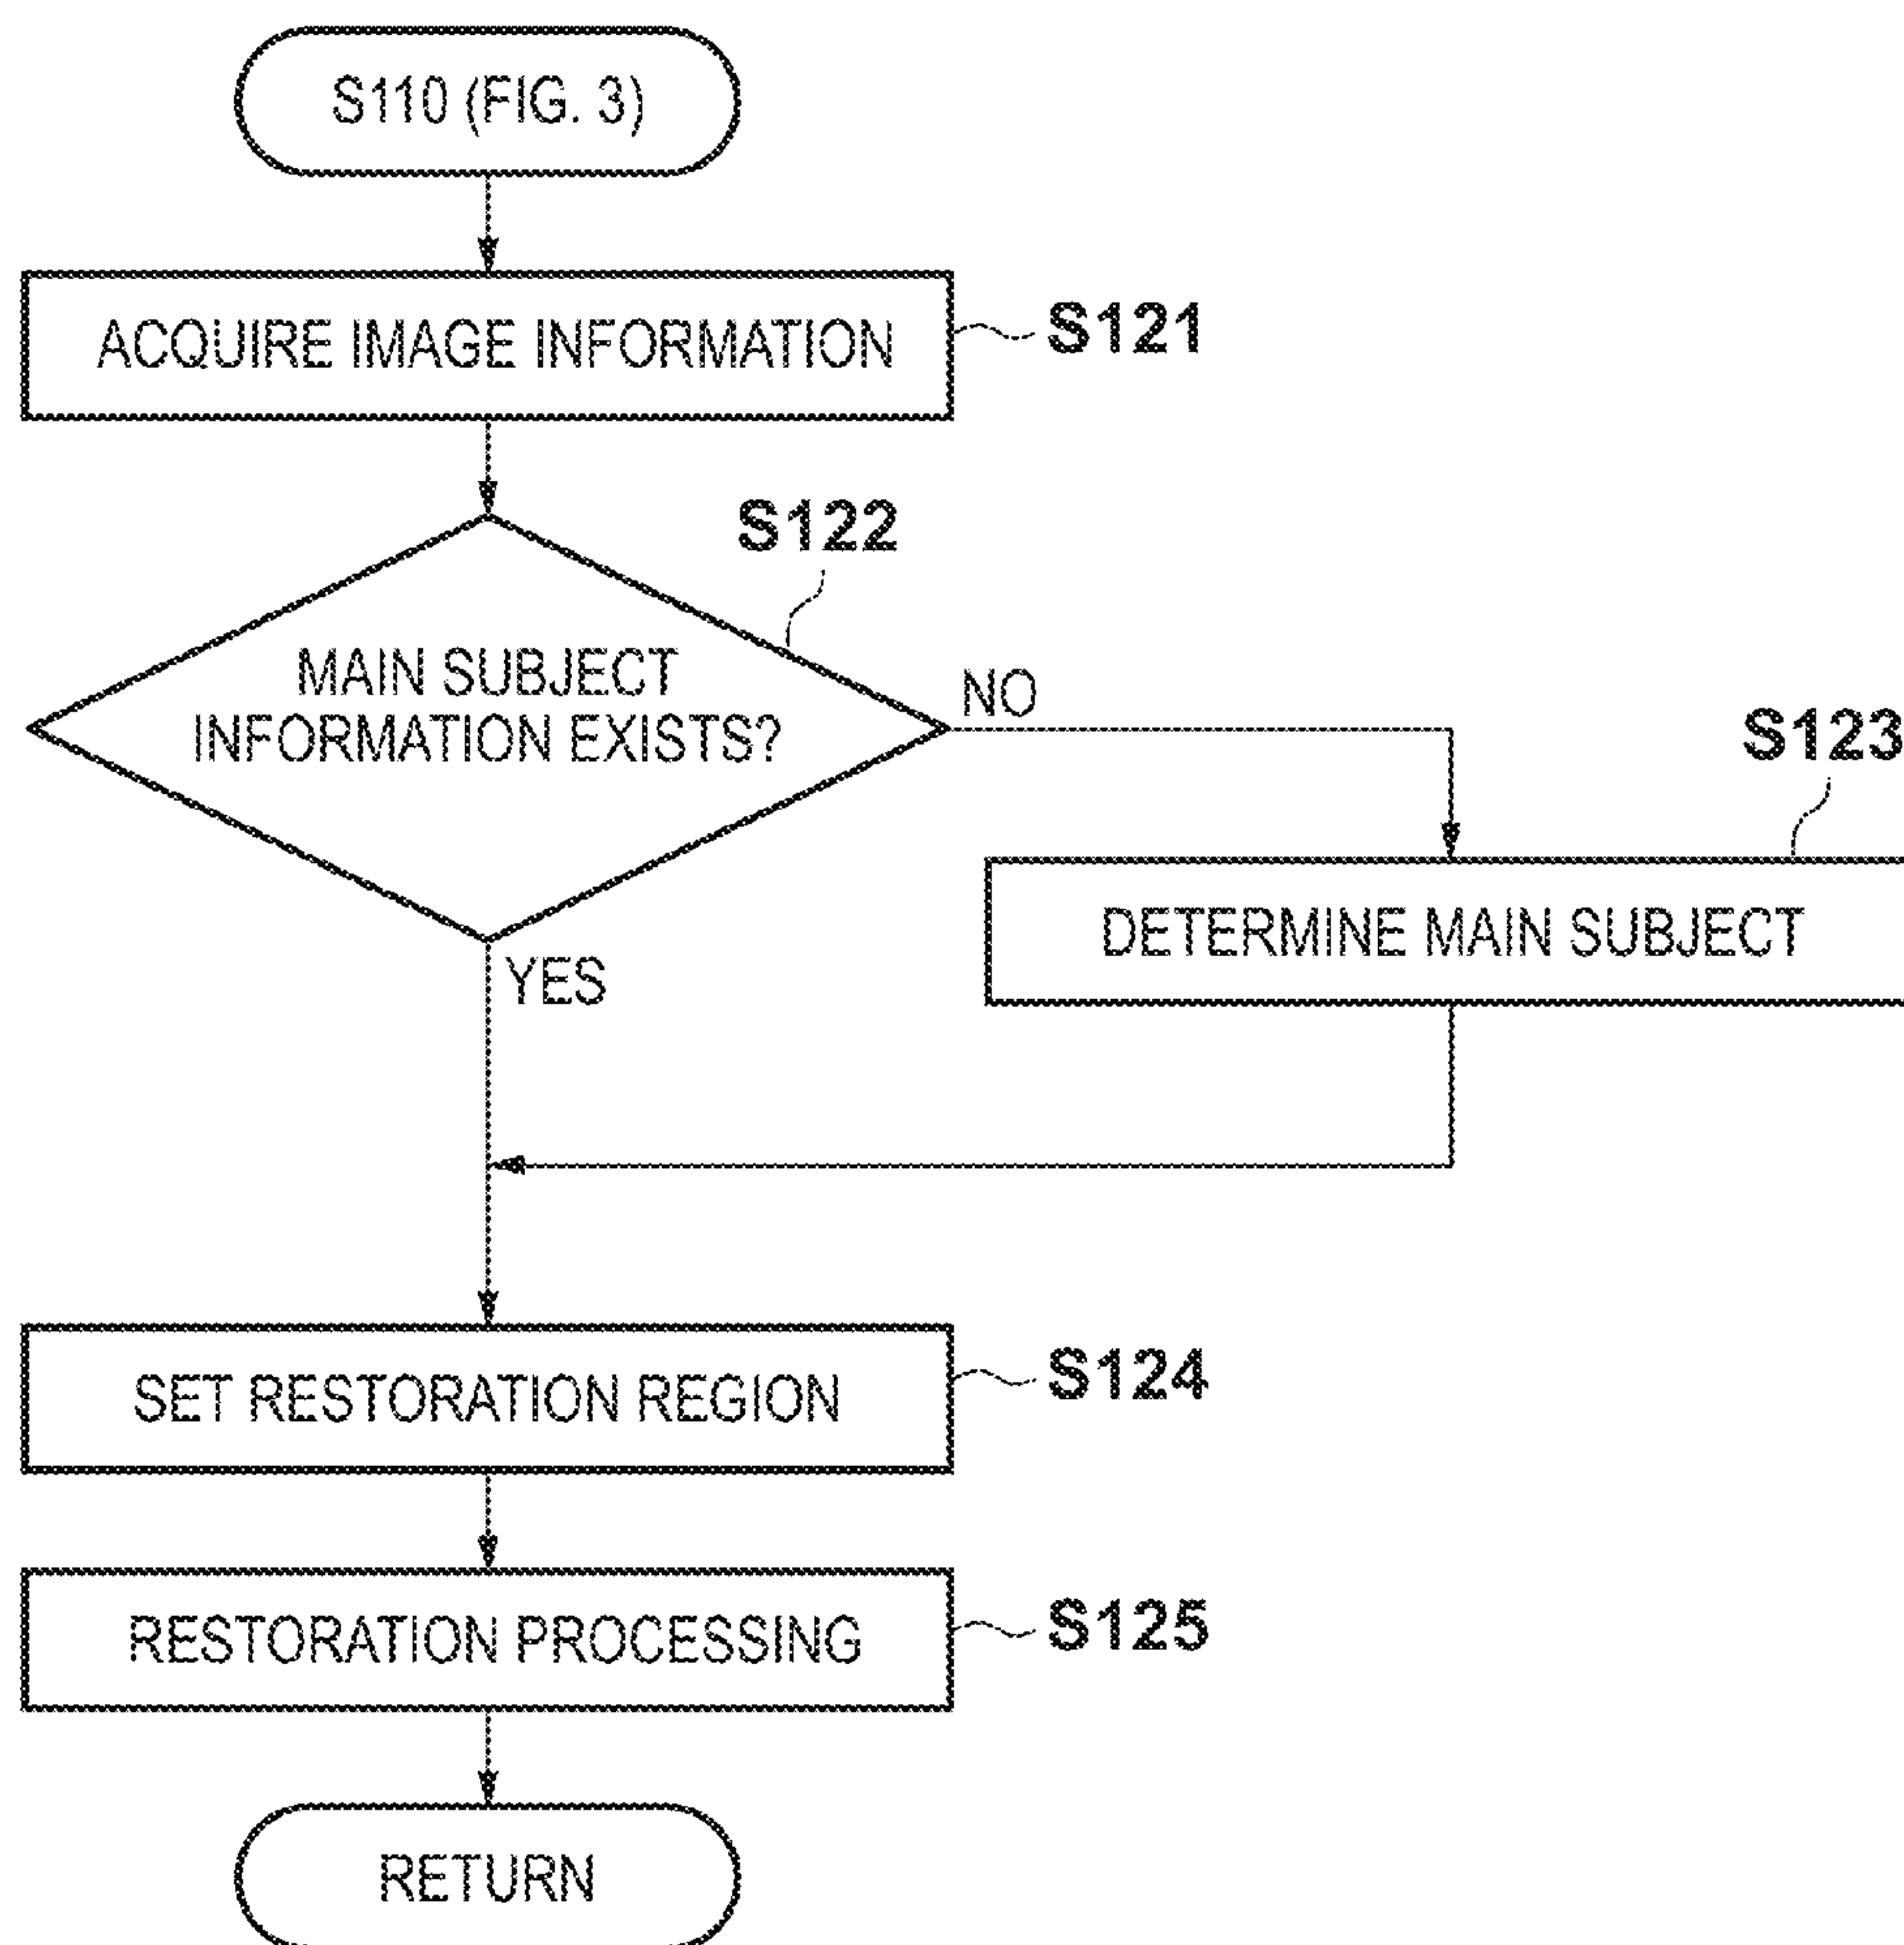 S110 (FIG. 3)
ACQUIRE IMAGE INFORMATION
S121
S122
MAIN SUBJECT
INFORMATION EXISTS?
NO
S123
DETERMINE MAIN SUBJECT
YES
SET RESTORATION REGION
S124
RESTORATION PROCESSING
S125
RETURN